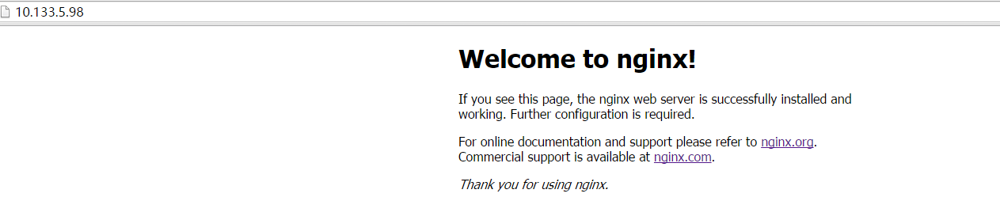 10.133.5.98
Welcome to nginx!
If you see this page, the nginx web server is successfully installed and
working. Further configuration is required.
For online documentation and support please refer to nginx.org.
Commercial support is available at nginx.com.
Thank you for using nginx.